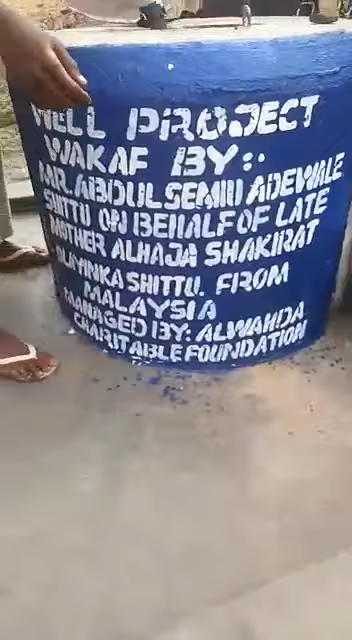 WELL PROJECT
WAKAF BY:
MR. ABDULSEMIU ADEWALE
SHITTU ON BEHALF OF LATE
MOTHER ALHAJA SHAKIRAT
OLAYINKA SHITTU. FROM
MALAYSIA
MANAGED BY: ALWAHDA
CHARITABLE FOUNDATION